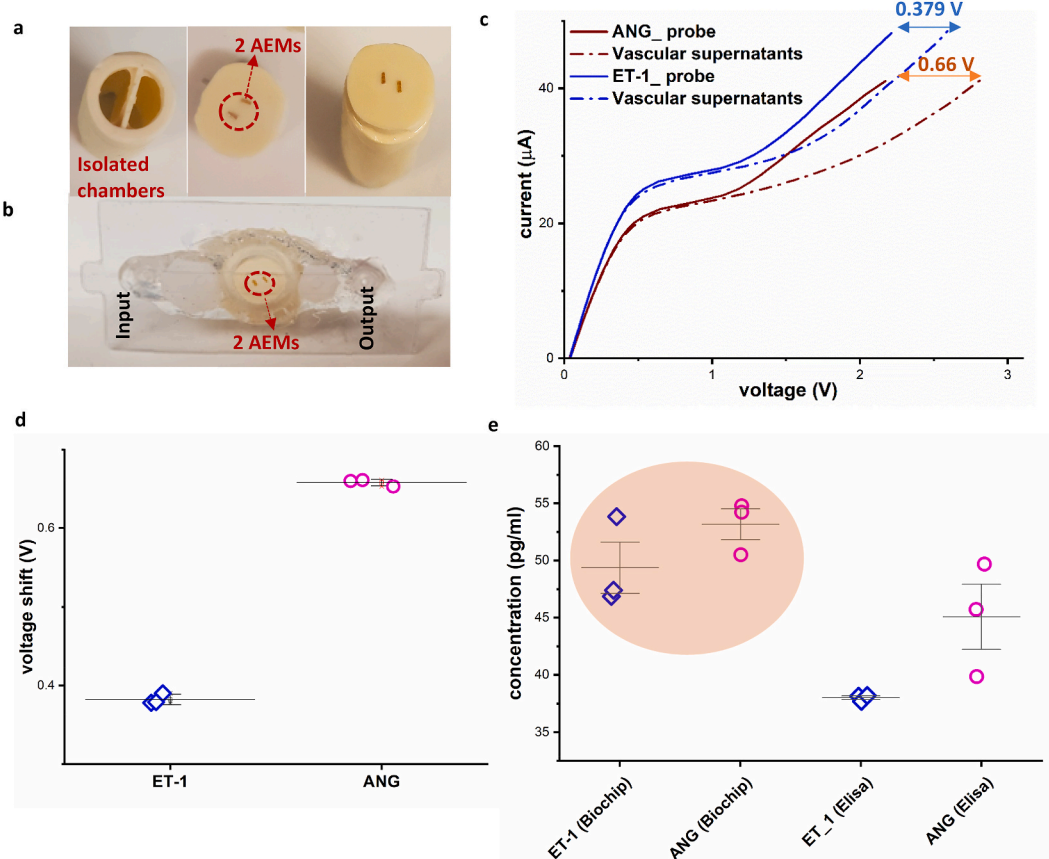 a
2 AEMs
Isolated
chambers
b
Input
Output
2 AEMs
c
0.379 V
0.66 V
ANG_ probe
Vascular supernatants
ET-1_ probe
Vascular supernatants
current (μA)
40
20
0
0
1
2
3
voltage (V)
d
voltage shift (V)
0.6
0.4
ET-1
ANG
e
concentration (pg/ml)
60
55
50
45
40
35
ET-1 (Biochip)
ANG (Biochip)
ET_1 (Elisa)
ANG (Elisa)